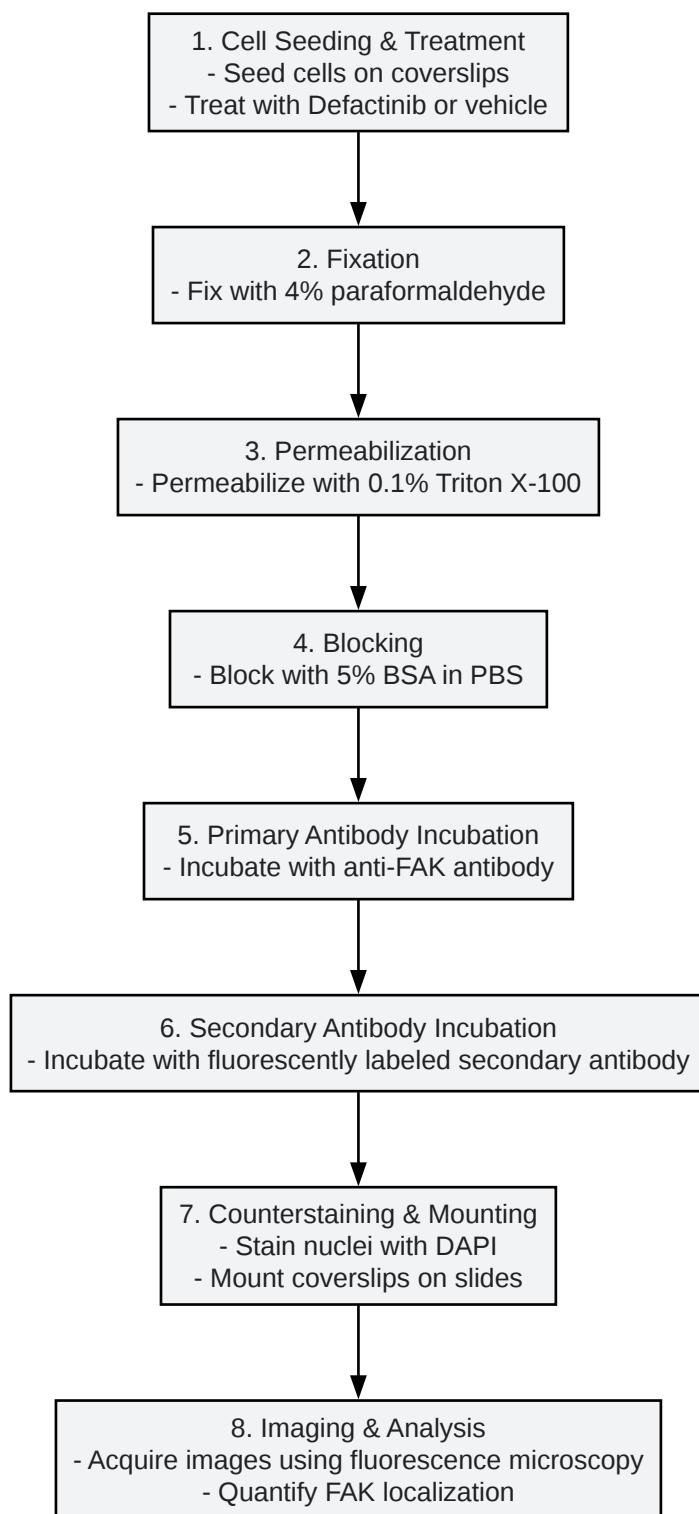 1. Cell Seeding & Treatment
- Seed cells on coverslips
- Treat with Defactinib or vehicle
2. Fixation
- Fix with 4% paraformaldehyde
3. Permeabilization
- Permeabilize with 0.1% Triton X-100
4. Blocking
- Block with 5% BSA in PBS
5. Primary Antibody Incubation
- Incubate with anti-FAK antibody
6. Secondary Antibody Incubation
- Incubate with fluorescently labeled secondary antibody
7. Counterstaining & Mounting
- Stain nuclei with DAPI
- Mount coverslips on slides
8. Imaging & Analysis
- Acquire images using fluorescence microscopy
- Quantify FAK localization